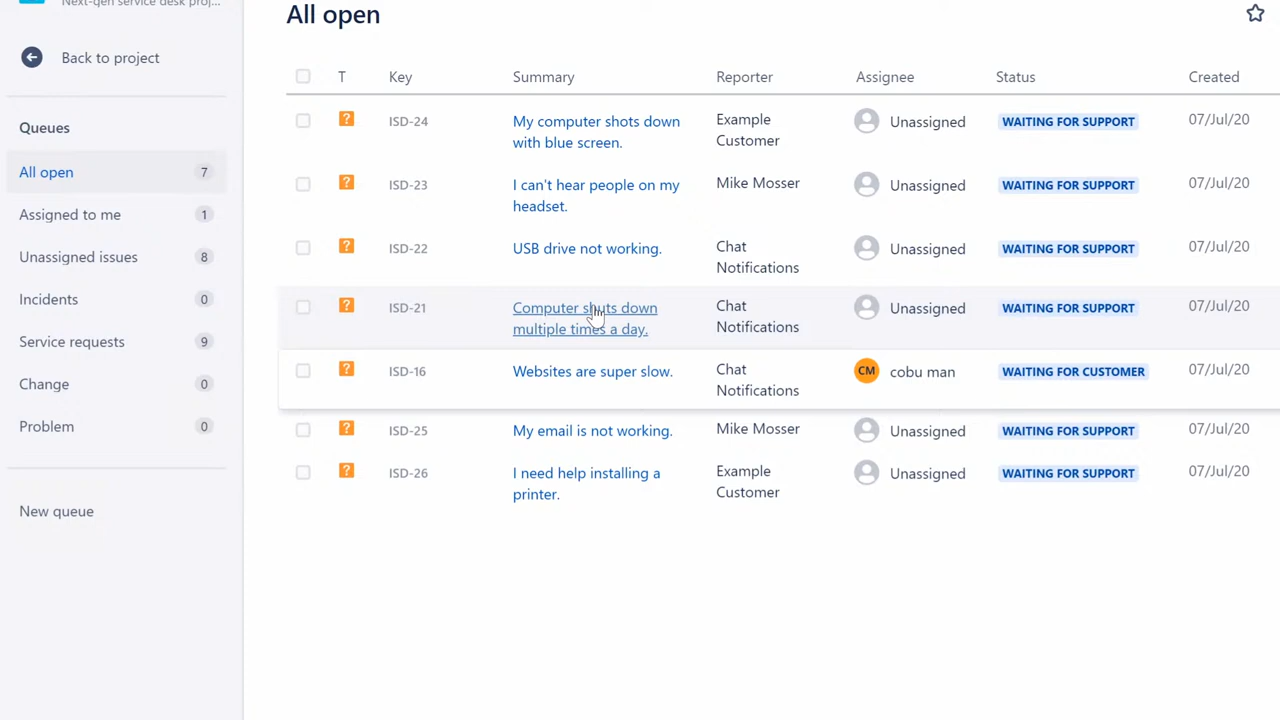 Next-gen service desk proj...
Back to project
Queues
All open 7
Assigned to me 1
Unassigned issues 8
Incidents 0
Service requests 9
Change 0
Problem 0
New queue
All open
T Key Summary Reporter Assignee Status Created
? ISD-24 My computer shots down Example Unassigned WAITING FOR SUPPORT 07/Jul/20
with blue screen. Customer
? ISD-23 I can't hear people on my Mike Mosser Unassigned WAITING FOR SUPPORT 07/Jul/20
headset.
? ISD-22 USB drive not working. Chat Unassigned WAITING FOR SUPPORT 07/Jul/20
Notifications
? ISD-21 Computer shuts down Chat Unassigned WAITING FOR SUPPORT 07/Jul/20
multiple times a day. Notifications
? ISD-16 Websites are super slow. Chat CM cobu man WAITING FOR CUSTOMER 07/Jul/20
Notifications
? ISD-25 My email is not working. Mike Mosser Unassigned WAITING FOR SUPPORT 07/Jul/20
? ISD-26 I need help installing a Example Unassigned WAITING FOR SUPPORT 07/Jul/20
printer. Customer